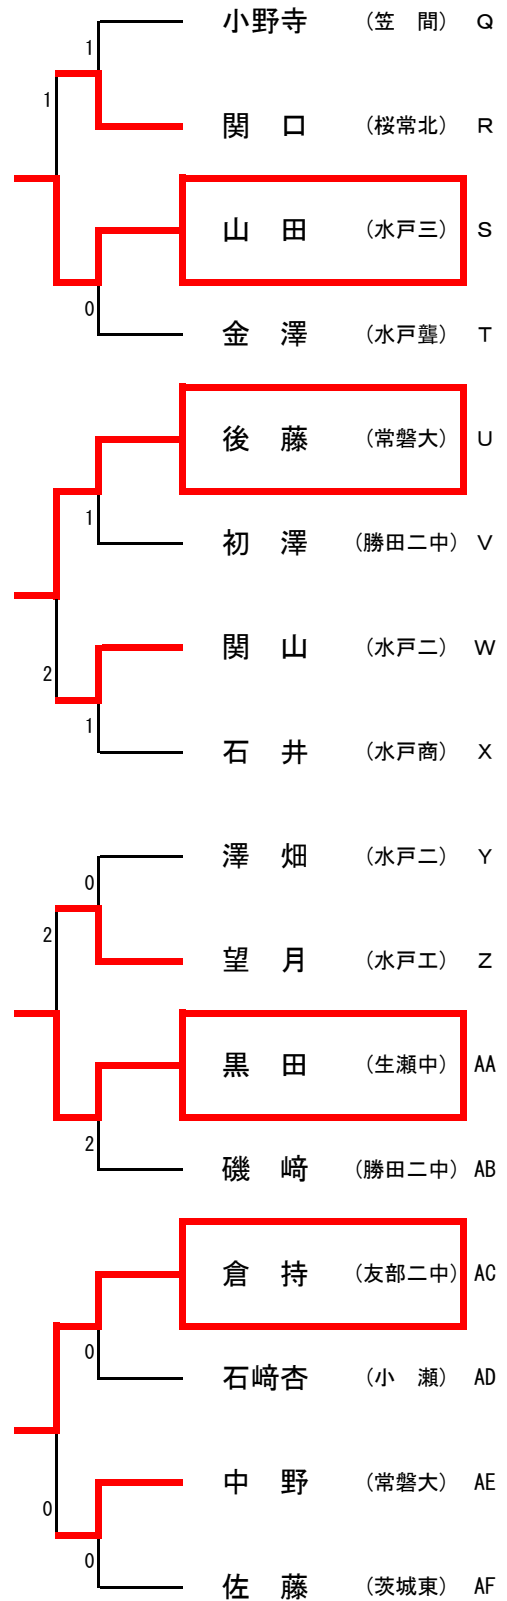 小野寺 （笠　間） Q
1
1
関　口 （桜常北） R
山　田 （水戸三） S
0
金　澤 （水戸聾） T
後　藤 （常磐大） U
1
初　澤 （勝田二中） V
関　山 （水戸二） W
2
1
石　井 （水戸商） X
澤　畑 （水戸二） Y
0
2
望　月 （水戸工） Z
黒　田 （生瀬中） AA
2
磯　﨑 （勝田二中） AB
倉　持 （友部二中） AC
0
石﨑杏 （小　瀬） AD
中　野 （常磐大） AE
0
0
佐　藤 （茨城東） AF